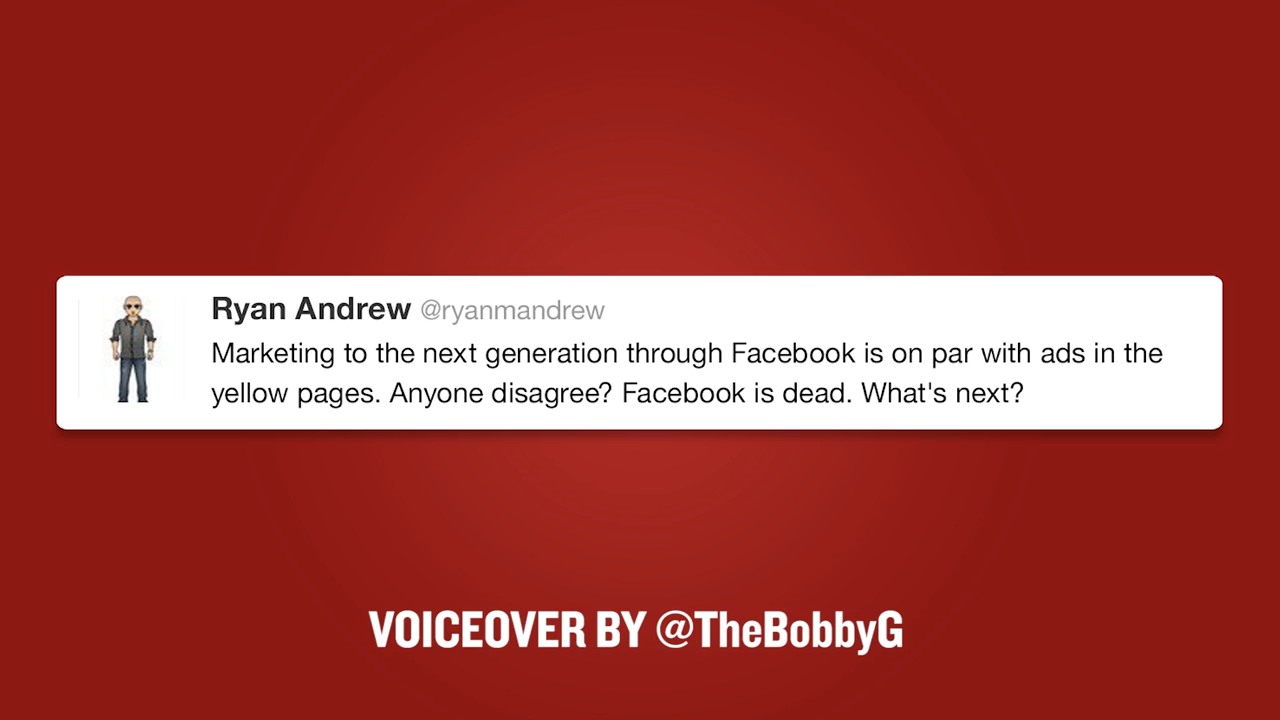 Ryan Andrew @ryanmandrew
Marketing to the next generation through Facebook is on par with ads in the
yellow pages. Anyone disagree? Facebook is dead. What's next?
VOICEOVER BY @TheBobbyG